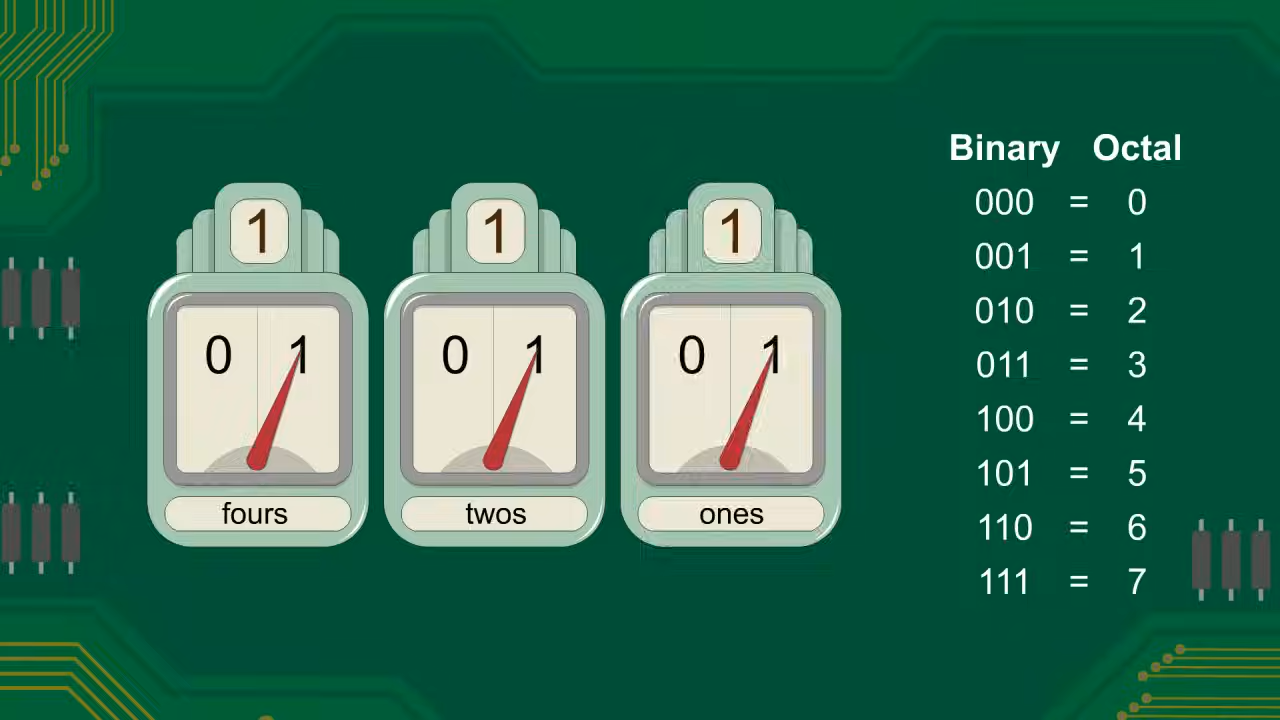 1 1 1
0 1 0 1 0 1
fours twos ones
Binary Octal
000 = 0
001 = 1
010 = 2
011 = 3
100 = 4
101 = 5
110 = 6
111 = 7